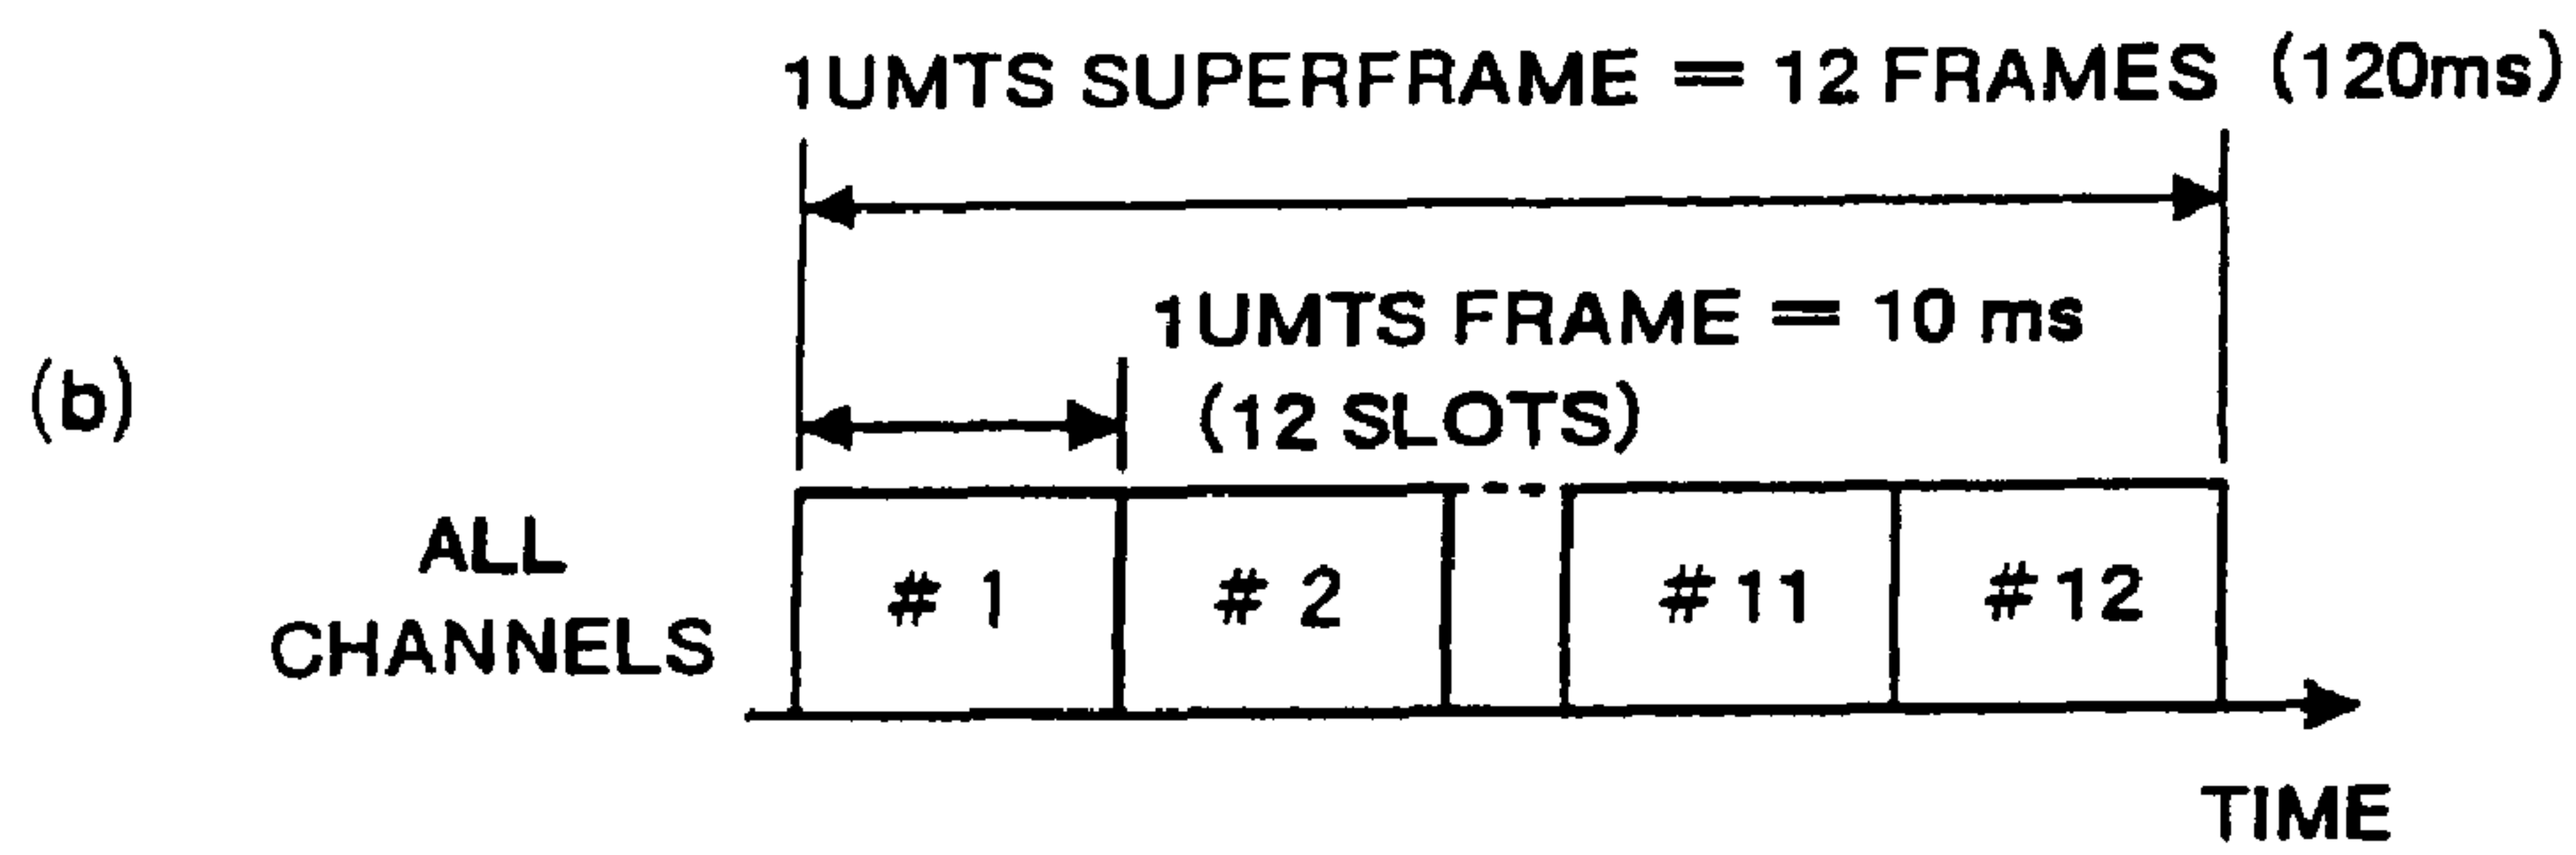 1UMTS SUPERFRAME = 12 FRAMES (120ms)
1UMTS FRAME = 10 ms
(12 SLOTS)
(b)
ALL
CHANNELS
# 1
# 2
# 11
# 12
TIME